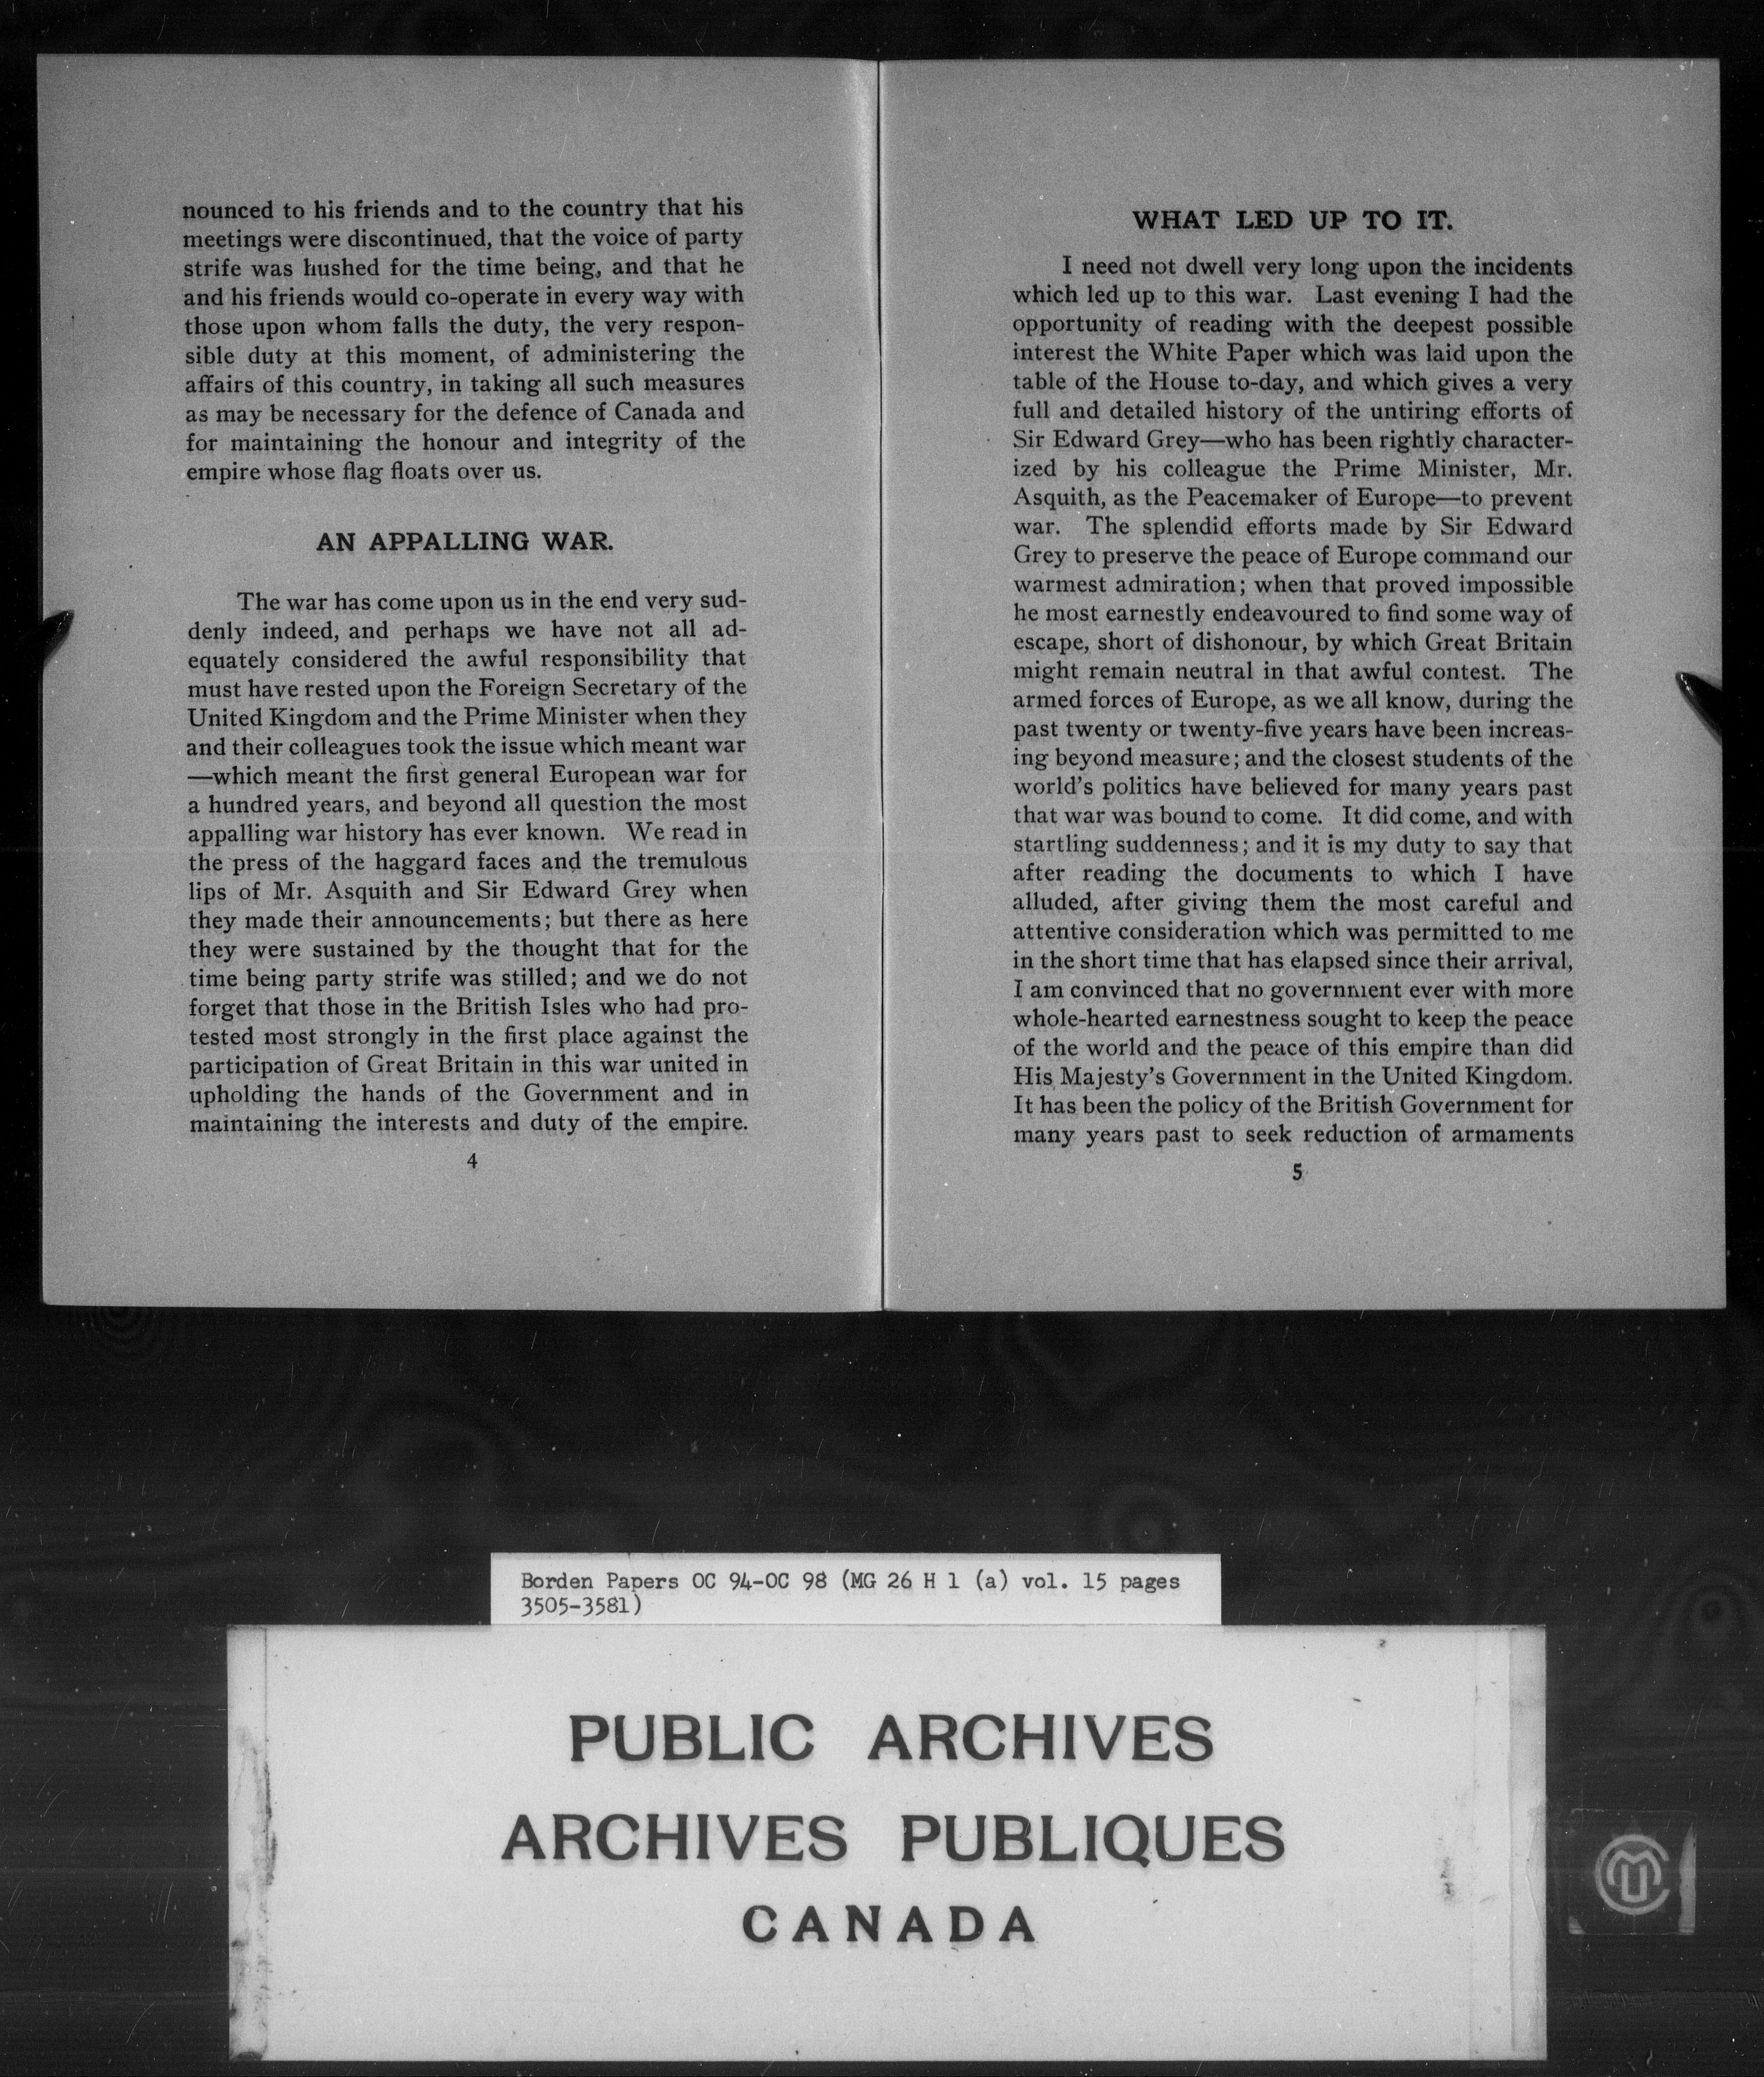 nounced to his friends and to the country that his
meetings were discontinued, that the voice of party
strife was hushed for the time being, and that he
and his friends would co-operate in every way with
those upon whom falls the duty, the very respon-
sible duty at this moment, of administering the
affairs of this country, in taking all such measures
as may be necessary for the defence of Canada and
for maintaining the honour and integrity of the
empire whose flag floats over us.
AN APPALLING WAR.
The war has come upon us in the end very sud-
denly indeed, and perhaps we have not all ad-
equately considered the awful responsibility that
must have rested upon the Foreign Secretary of the
United Kingdom and the Prime Minister when they
and their colleagues took the issue which meant war
—which meant the first general European war for
a hundred years, and beyond all question the most
appalling war history has ever known. We read in
the press of the haggard faces and the tremulous
lips of Mr. Asquith and Sir Edward Grey when
they made their announcements; but there as here
they were sustained by the thought that for the
time being party strife was stilled; and we do not
forget that those in the British Isles who had pro-
tested most strongly in the first place against the
participation of Great Britain in this war united in
upholding the hands of the Government and in
maintaining the interests and duty of the empire.
4
WHAT LED UP TO IT.
I need not dwell very long upon the incidents
which led up to this war. Last evening I had the
opportunity of reading with the deepest possible
interest the White Paper which was laid upon the
table of the House to-day, and which gives a very
full and detailed history of the untiring efforts of
Sir Edward Grey—who has been rightly character-
ized by his colleague the Prime Minister, Mr.
Asquith, as the Peacemaker of Europe—to prevent
war. The splendid efforts made by Sir Edward
Grey to preserve the peace of Europe command our
warmest admiration; when that proved impossible
he most earnestly endeavoured to find some way of
escape, short of dishonour, by which Great Britain
might remain neutral in that awful contest. The
armed forces of Europe, as we all know, during the
past twenty or twenty-five years have been increas-
ing beyond measure; and the closest students of the
world's politics have believed for many years past
that war was bound to come. It did come, and with
startling suddenness; and it is my duty to say that
after reading the documents to which I have
alluded, after giving them the most careful and
attentive consideration which was permitted to me
in the short time that has elapsed since their arrival,
I am convinced that no government ever with more
whole-hearted earnestness sought to keep the peace
of the world and the peace of this empire than did
His Majesty's Government in the United Kingdom.
It has been the policy of the British Government for
many years past to seek reduction of armaments
5
Borden Papers OC 94-OC 98 (MG 26 H 1 (a) vol. 15 pages
3505-3581)
PUBLIC ARCHIVES
ARCHIVES PUBLIQUES
CANADA